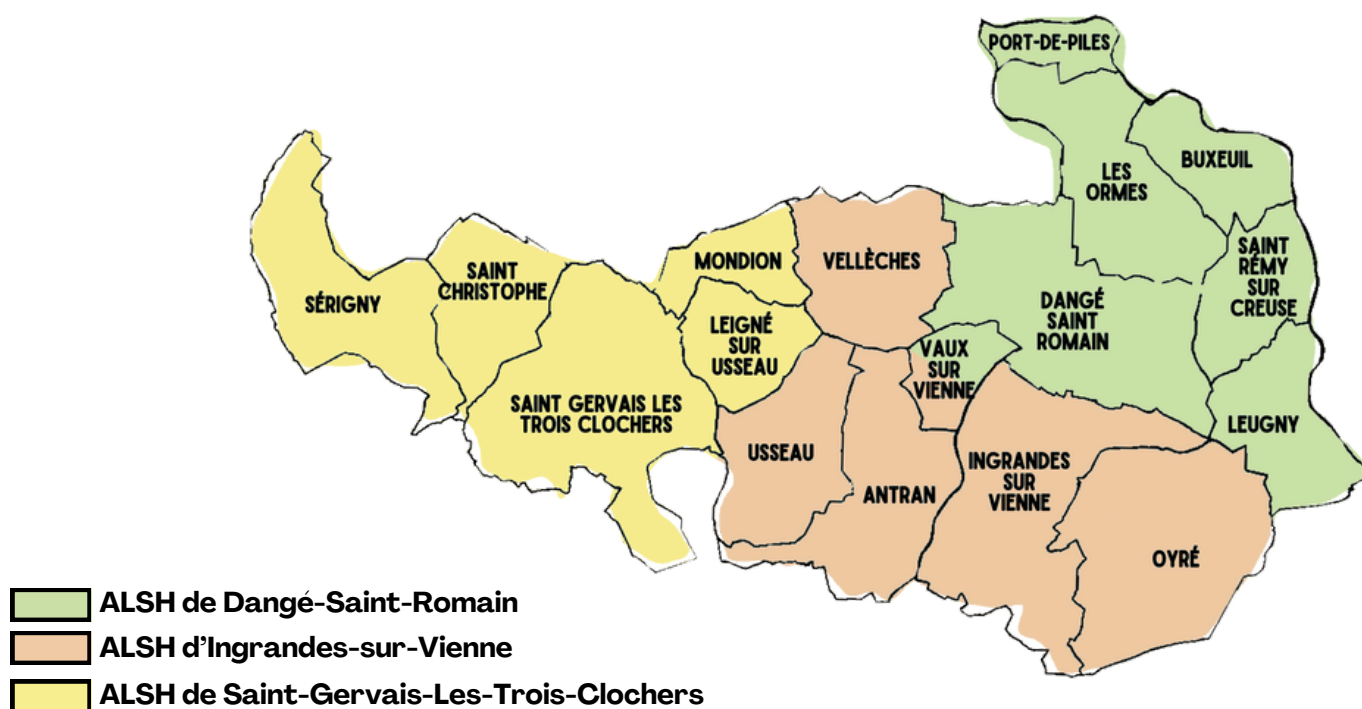 PORT-DE-PILES
BUXEUIL
LES
ORMES
SAINT
RÉMY
SUR
CREUSE
MONDION
VELLÈCHES
SAINT
CHRISTOPHE
SÉRIGNY
DANGÉ
SAINT
ROMAIN
LEIGNÉ
SUR
USSEAU
VAUX
SUR
VIENNE
SAINT GERVAIS LES
TROIS CLOCHERS
LEUGNY
USSEAU
ANTRAN
INGRANDES
SUR
VIENNE
OYRÉ
ALSH de Dangé-Saint-Romain
ALSH d’Ingrandes-sur-Vienne
ALSH de Saint-Gervais-Les-Trois-Clochers